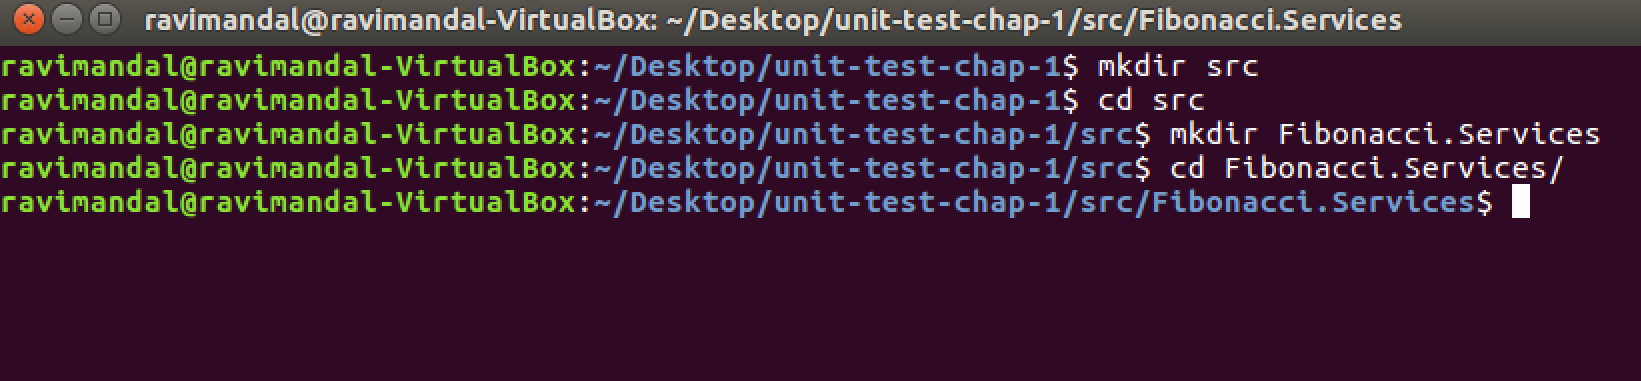 ravimandal@ravimandal-VirtualBox: ~/Desktop/unit-test-chap-1/src/Fibonacci.Services
ravimandal@ravimandal-VirtualBox:~/Desktop/unit-test-chap-1$ mkdir src
ravimandal@ravimandal-VirtualBox:~/Desktop/unit-test-chap-1$ cd src
ravimandal@ravimandal-VirtualBox:~/Desktop/unit-test-chap-1/src$ mkdir Fibonacci.Services
ravimandal@ravimandal-VirtualBox:~/Desktop/unit-test-chap-1/src$ cd Fibonacci.Services/
ravimandal@ravimandal-VirtualBox:~/Desktop/unit-test-chap-1/src/Fibonacci.Services$